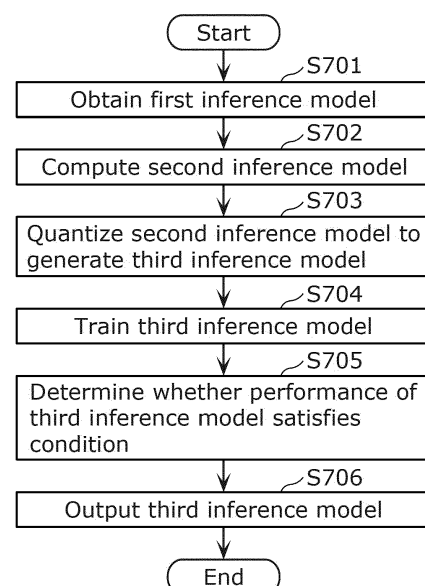 Start
S701
Obtain first inference model
S702
Compute second inference model
S703
Quantize second inference model to
generate third inference model
S704
Train third inference model
S705
Determine whether performance of
third inference model satisfies
condition
S706
Output third inference model
End